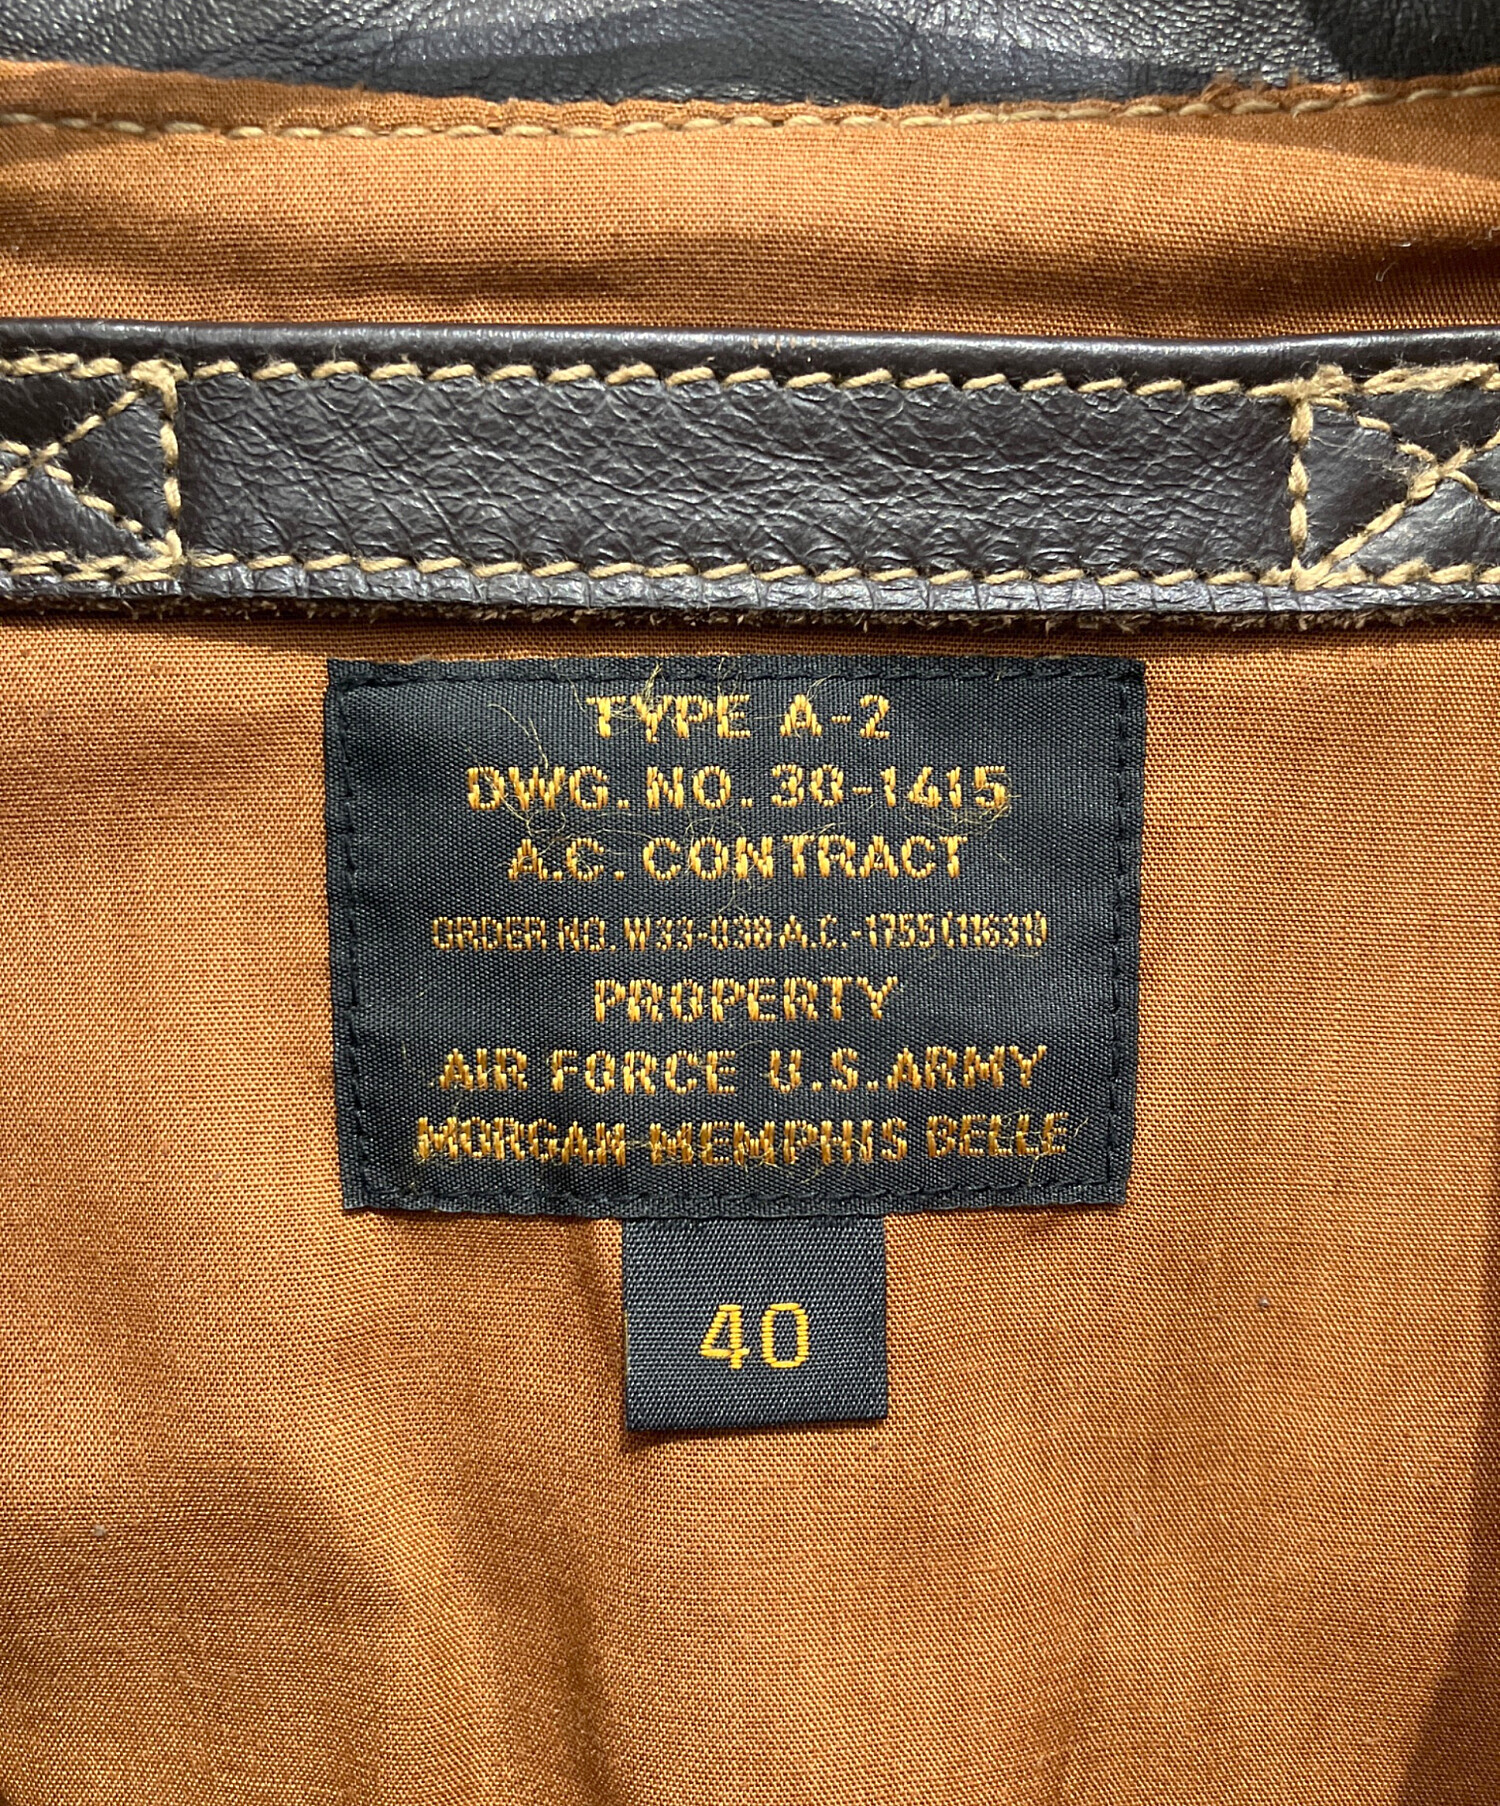 TYPE A-2
DWG. NO. 30-1415
A.C. CONTRACT
ORDER NO. W33-038 A.C.-1755 (11631)
PROPERTY
AIR FORCE U.S. ARMY
MORGAN MEMPHIS BELLE
40